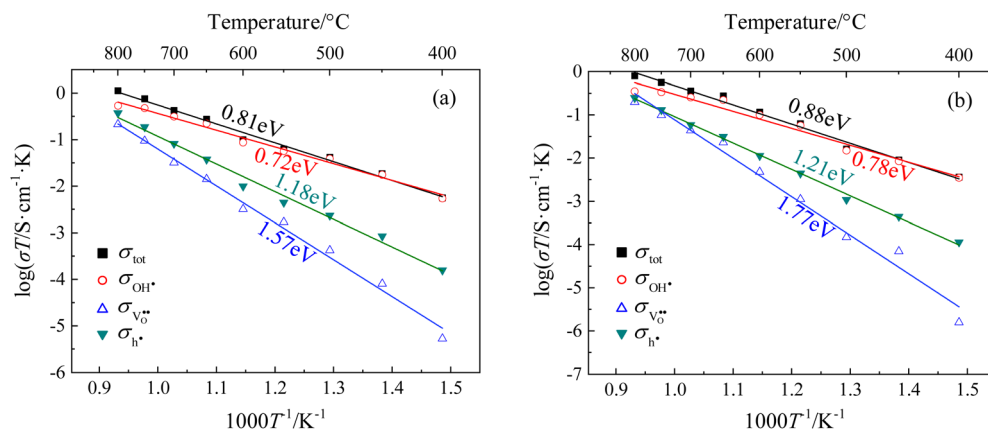 Temperature/°C
800 700 600 500 400
(a)
0
-1
-2
-3
-4
-5
-6
log(σT/S·cm⁻¹·K)
0.81eV
0.72eV
1.18eV
1.57eV
σtot
σOH•
σV_O••
σh•
0.9 1.0 1.1 1.2 1.3 1.4 1.5
1000T⁻¹/K⁻¹
Temperature/°C
800 700 600 500 400
(b)
0
-1
-2
-3
-4
-5
-6
-7
log(σT/S·cm⁻¹·K)
0.88eV
0.78eV
1.21eV
1.77eV
σtot
σOH•
σV_O••
σh•
0.9 1.0 1.1 1.2 1.3 1.4 1.5
1000T⁻¹/K⁻¹